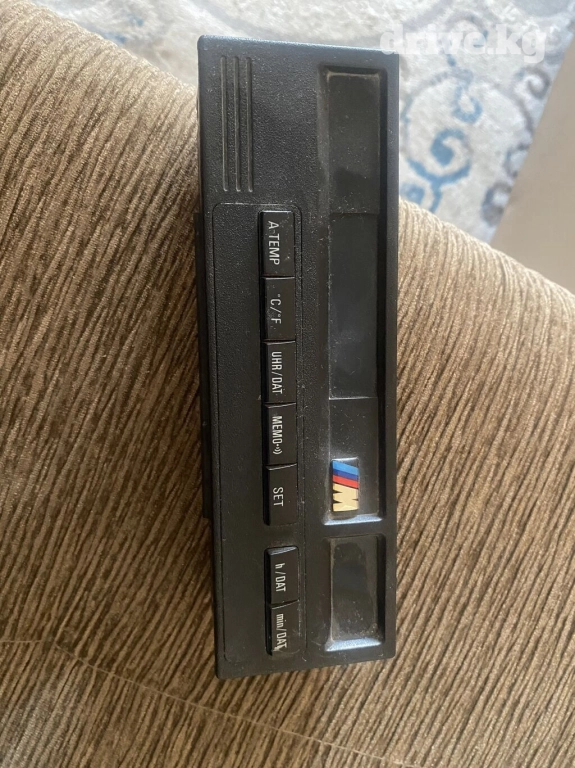 drive.kg
A-TEMP
°C/°F
UHR/DAT
MEMO
SET
h/DAT
min/DAT
M